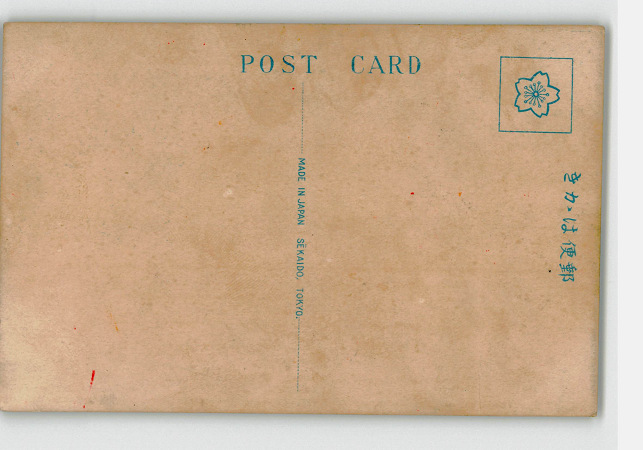 POST CARD
MADE IN JAPAN SEKAIDO, TOKYO.
きがは便郵